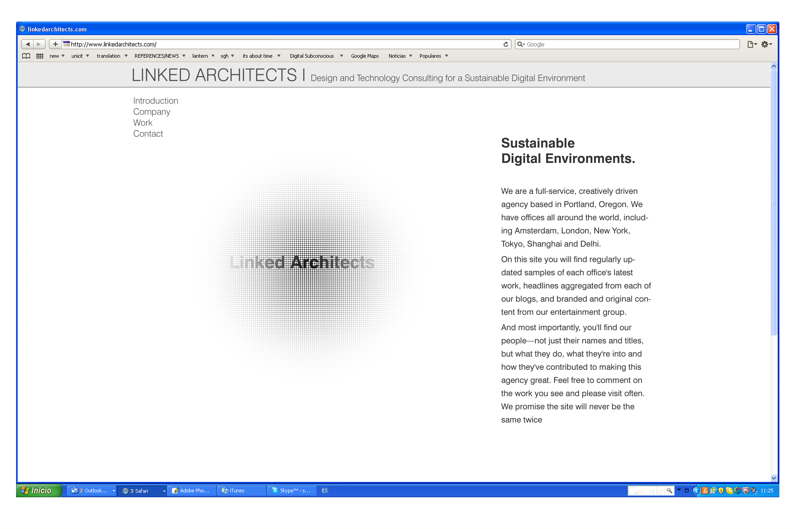 linkedarchitects.com
http://www.linkedarchitects.com/
Google
new unicit translation REFERENCES/NEWS lantern sgh its about time Digital Subconscious Google Maps Noticias Populares
LINKED ARCHITECTS | Design and Technology Consulting for a Sustainable Digital Environment
Introduction
Company
Work
Contact
Linked Architects
Sustainable
Digital Environments.
We are a full-service, creatively driven
agency based in Portland, Oregon. We
have offices all around the world, includ-
ing Amsterdam, London, New York,
Tokyo, Shanghai and Delhi.
On this site you will find regularly up-
dated samples of each office's latest
work, headlines aggregated from each of
our blogs, and branded and original con-
tent from our entertainment group.
And most importantly, you'll find our
people—not just their names and titles,
but what they do, what they're into and
how they've contributed to making this
agency great. Feel free to comment on
the work you see and please visit often.
We promise the site will never be the
same twice
Inicio 2 Outlook... 3 Safari Adobe Pho... iTunes Skype™ - s... ES 11:25